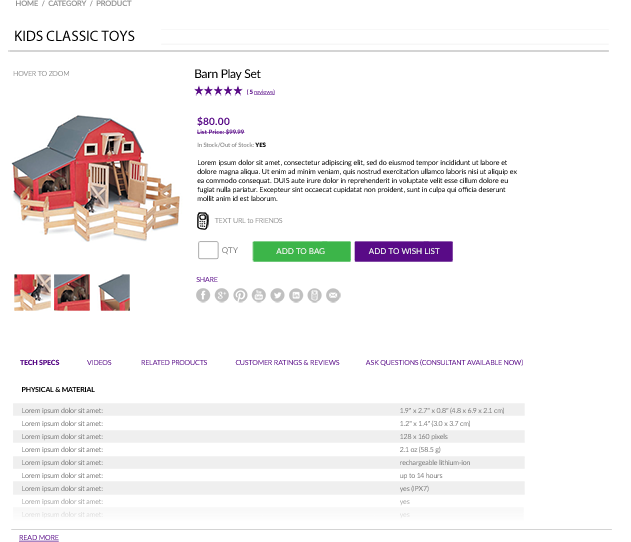 HOME / CATEGORY / PRODUCT
KIDS CLASSIC TOYS
HOVER TO ZOOM
Barn Play Set
( 5 reviews)
$80.00
List Price: $99.99
In Stock/Out of Stock: YES
Lorem ipsum dolor sit amet, consectetur adipiscing elit, sed do eiusmod tempor incididunt ut labore et
dolore magna aliqua. Ut enim ad minim veniam, quis nostrud exercitation ullamco laboris nisi ut aliquip ex
ea commodo consequat. DUIS aute irure dolor in reprehenderit in voluptate velit esse cillum dolore eu
fugiat nulla pariatur. Excepteur sint occaecat cupidatat non proident, sunt in culpa qui officia deserunt
mollit anim id est laborum.
TEXT URL to FRIENDS
QTY
ADD TO BAG
ADD TO WISH LIST
SHARE
TECH SPECS VIDEOS RELATED PRODUCTS CUSTOMER RATINGS & REVIEWS ASK QUESTIONS (CONSULTANT AVAILABLE NOW)
PHYSICAL & MATERIAL
Lorem ipsum dolor sit amet: 1.9" x 2.7" x 0.8" (4.8 x 6.9 x 2.1 cm)
Lorem ipsum dolor sit amet: 1.2" x 1.4" (3.0 x 3.7 cm)
Lorem ipsum dolor sit amet: 128 x 160 pixels
Lorem ipsum dolor sit amet: 2.1 oz (58.5 g)
Lorem ipsum dolor sit amet: rechargeable lithium-ion
Lorem ipsum dolor sit amet: up to 14 hours
Lorem ipsum dolor sit amet: yes (IPX7)
Lorem ipsum dolor sit amet: yes
Lorem ipsum dolor sit amet: yes
READ MORE